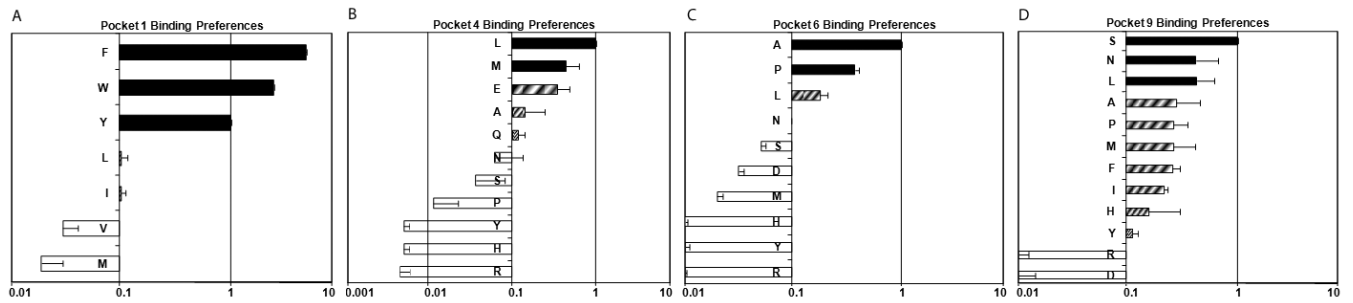 A
Pocket 1 Binding Preferences
F
W
Y
L
I
V
M
0.01 0.1 1 10
B
Pocket 4 Binding Preferences
L
M
E
A
Q
N
S
P
Y
H
R
0.001 0.01 0.1 1 10
C
Pocket 6 Binding Preferences
A
P
L
N
S
D
M
H
Y
R
0.01 0.1 1 10
D
Pocket 9 Binding Preferences
S
N
L
A
P
M
F
I
H
Y
R
D
0.01 0.1 1 10